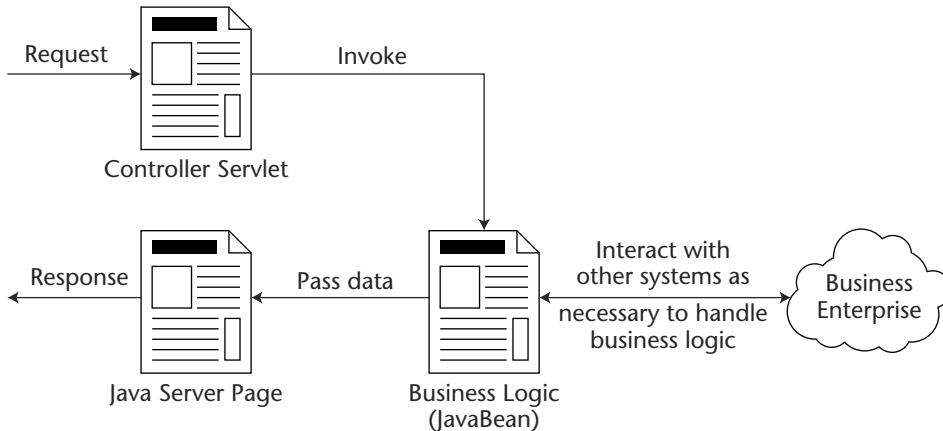 Request
Invoke
Controller Servlet
Response
Pass data
Interact with
other systems as
necessary to handle
business logic
Business
Enterprise
Java Server Page
Business Logic
(JavaBean)